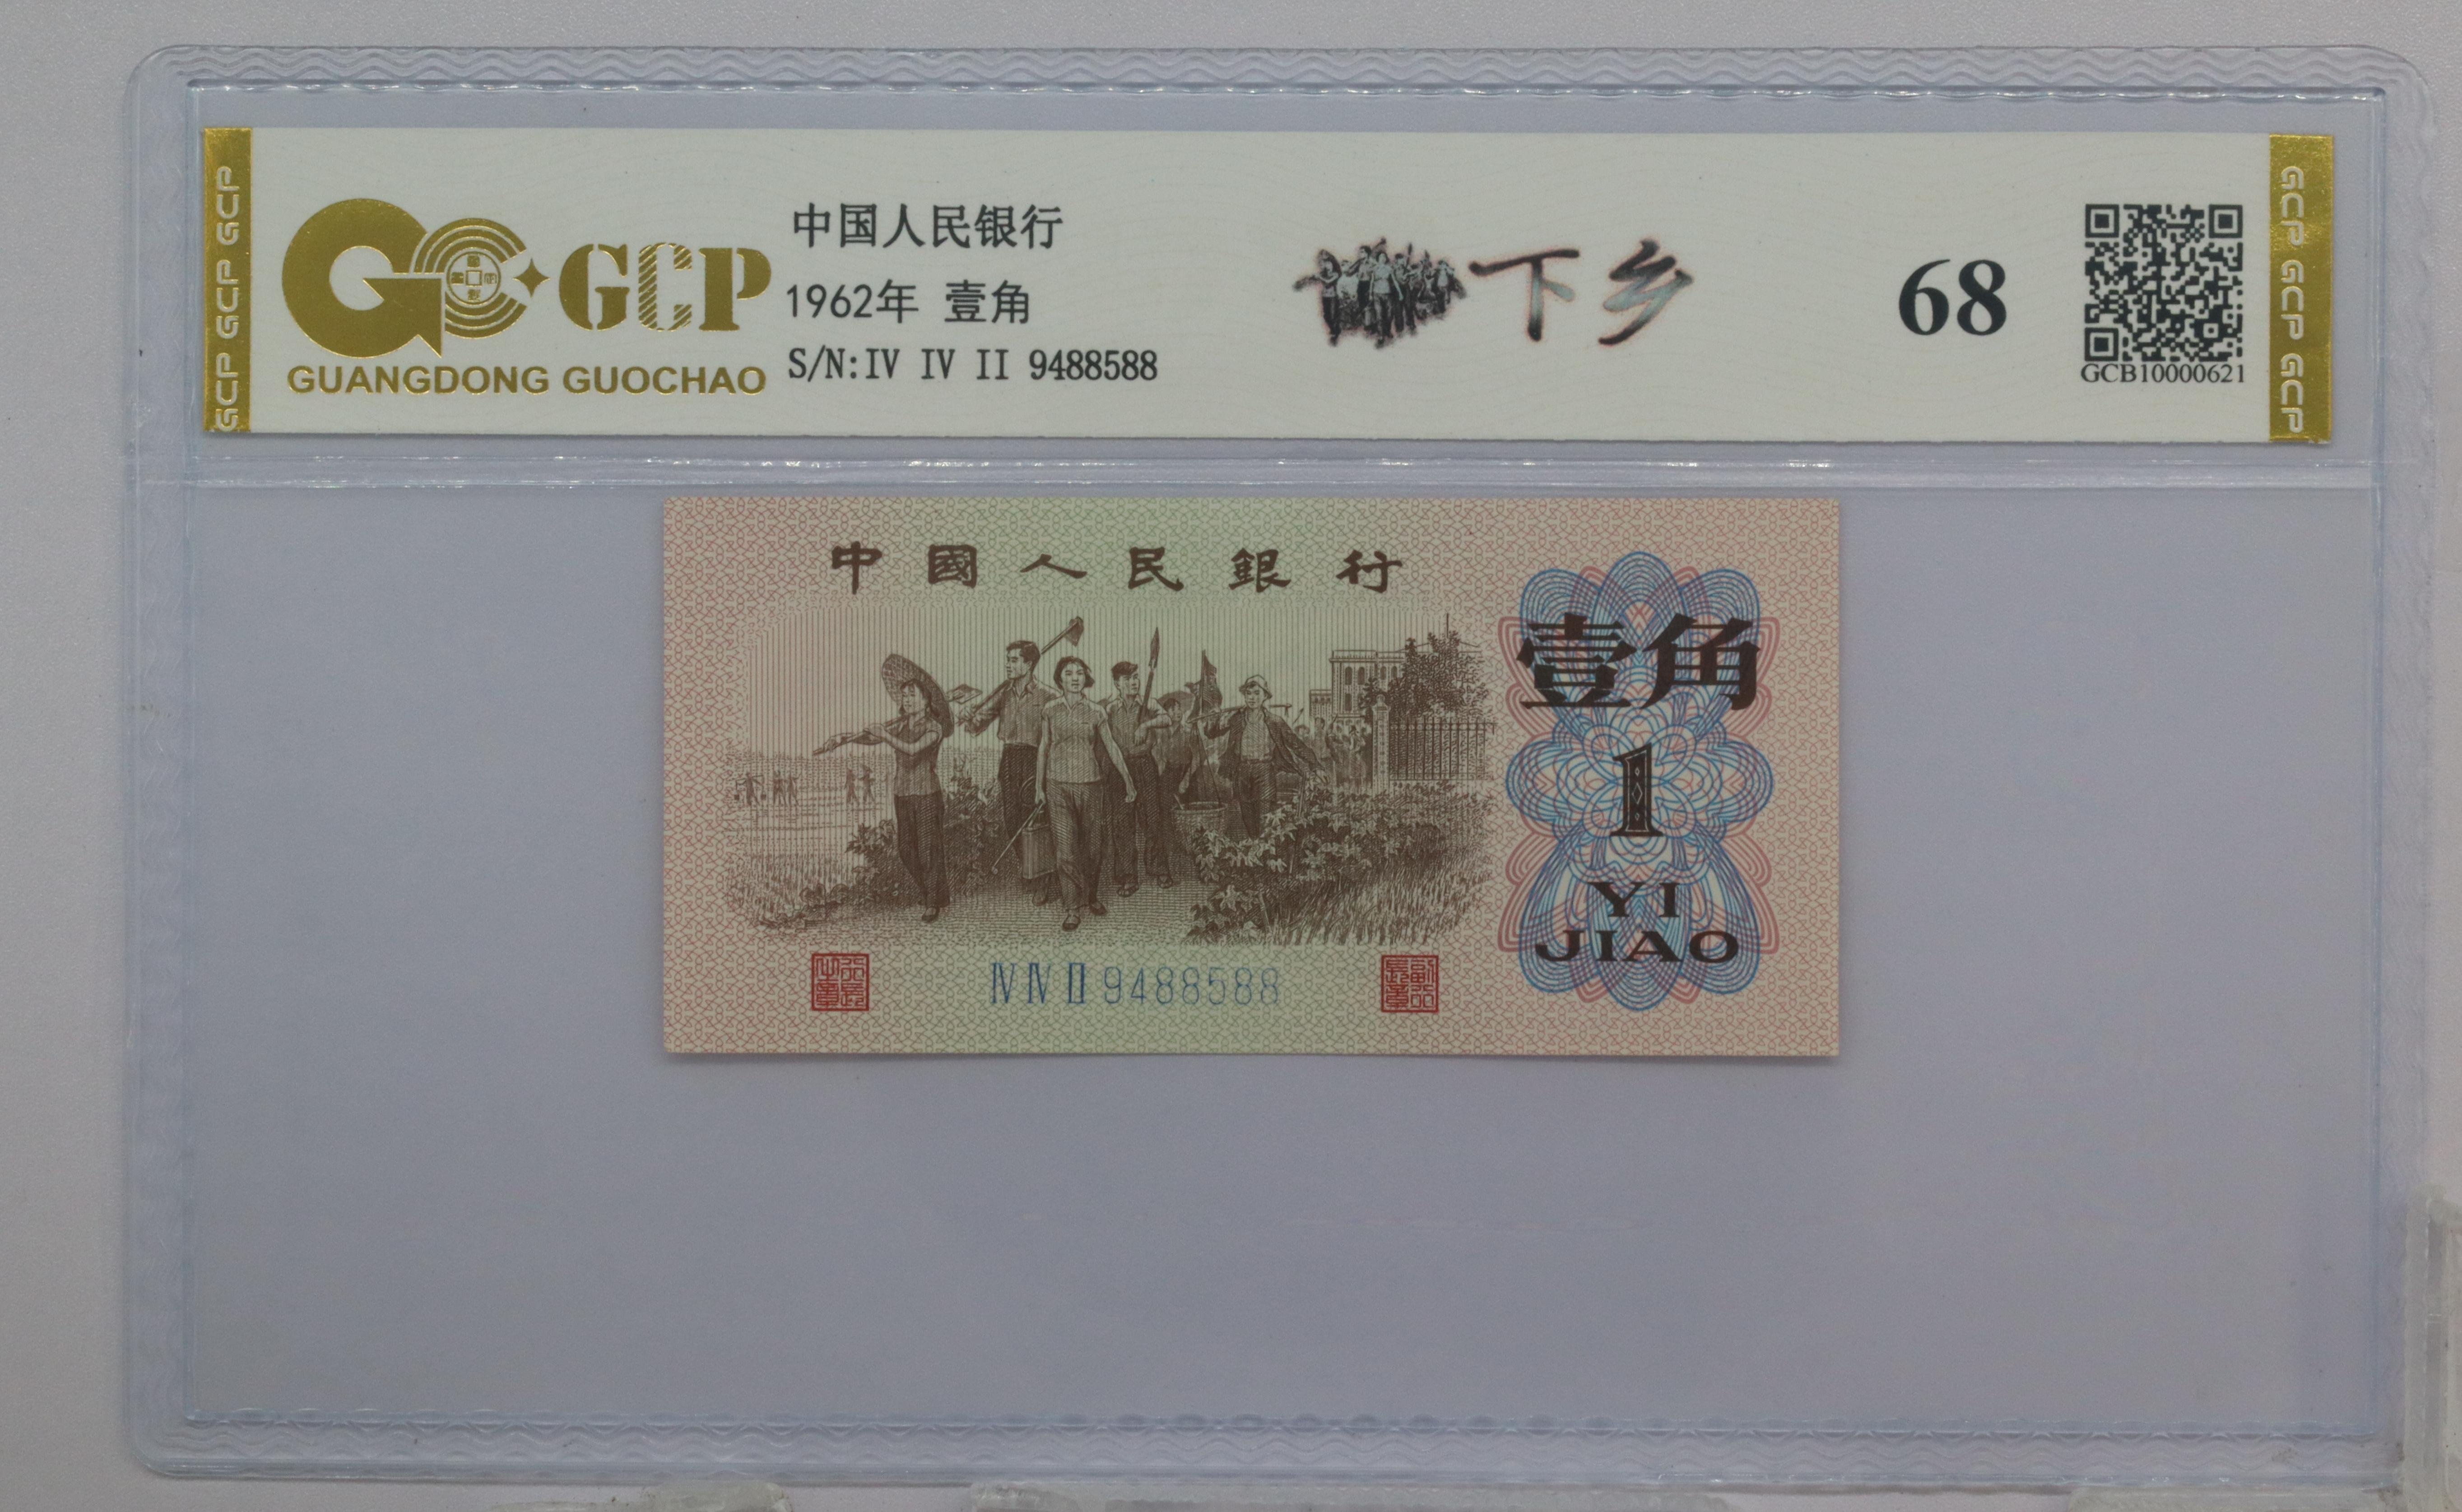 GCP GCP GCP
GCP
GUANGDONG GUOCHAO
中国人民银行
1962年 壹角
S/N:IV IV II 9488588
下乡
68
GCB10000621
GCP GCP GCP
中國人民銀行
壹角
1
YI
JIAO
IV IV II 9488588